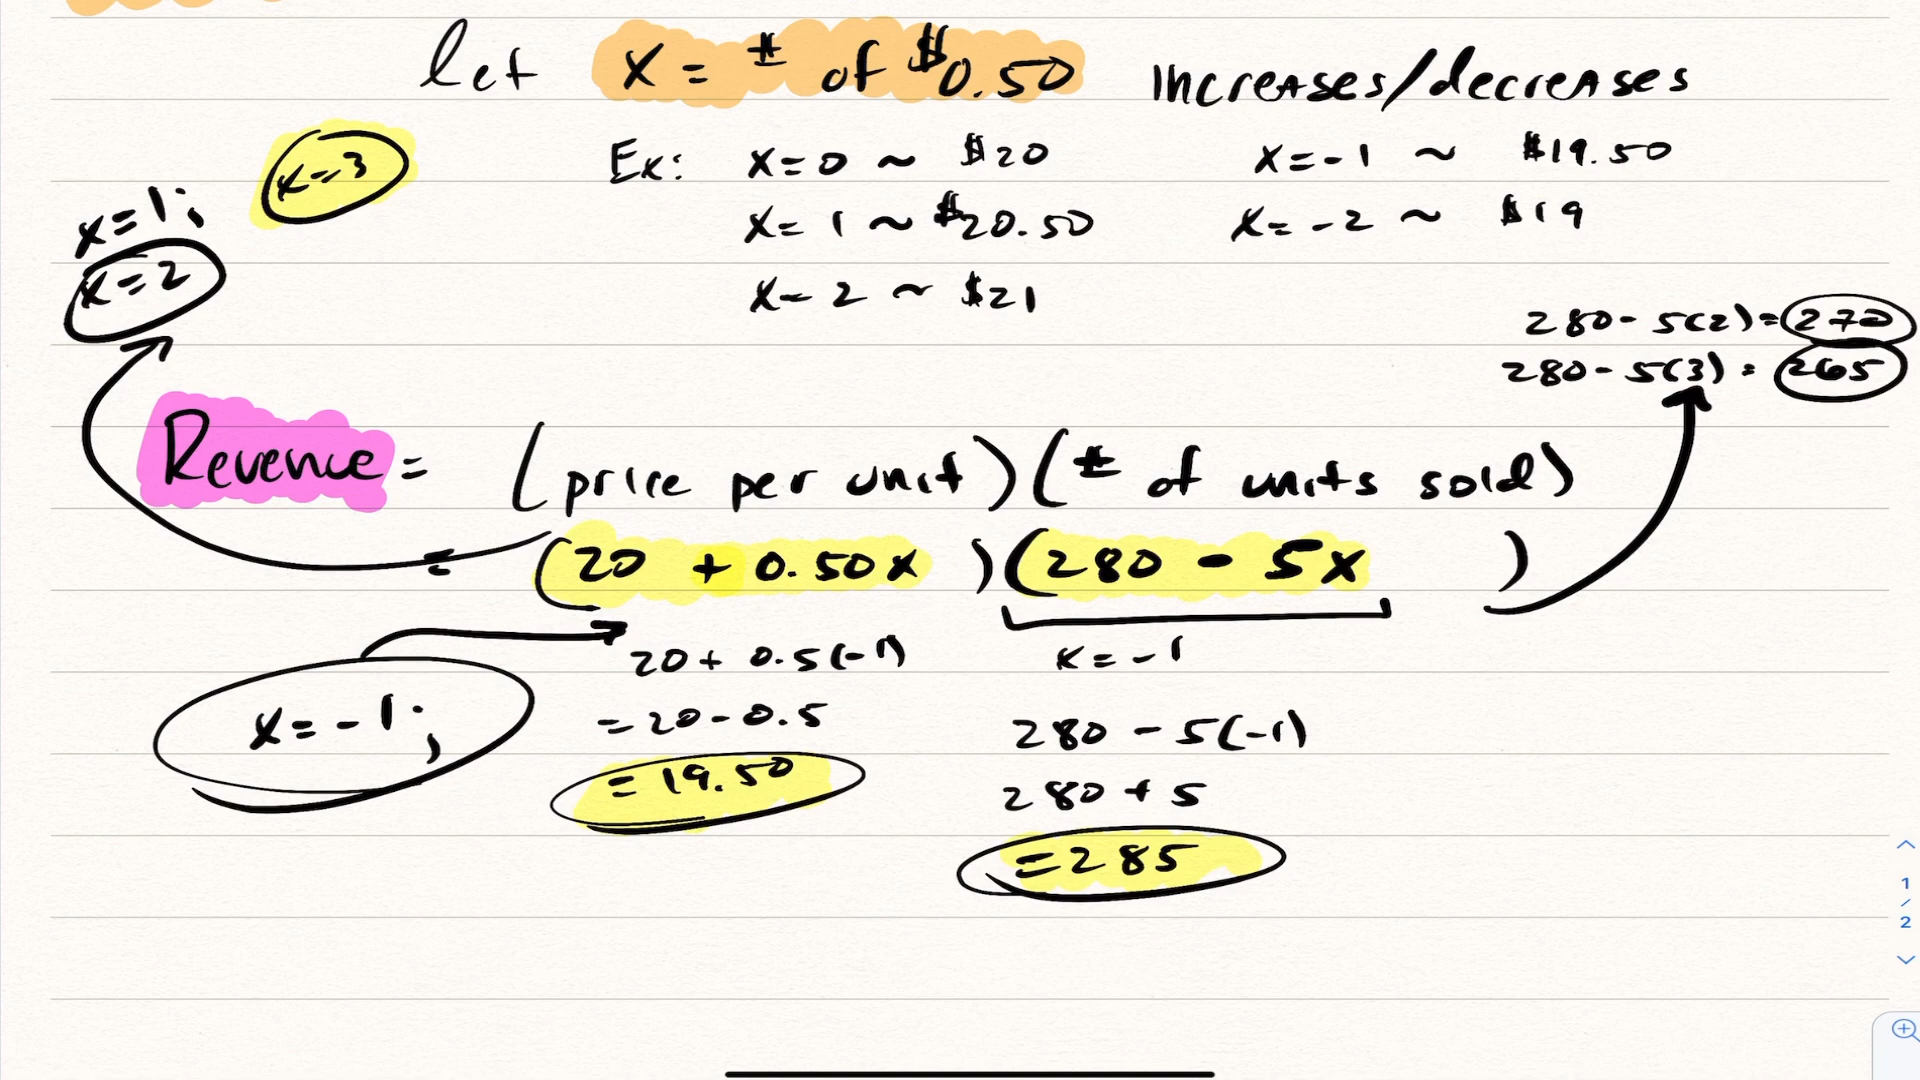 let x = # of $0.50 increases/decreases
x=3
Ex: x=0 ~ $20 x=-1 ~ $19.50
x=1;
x= 1 ~ $20.50 x=-2 ~ $19
x=2
x= 2 ~ $21
280- 5(2)=270
280- 5(3)= 265
Revenue = (price per unit)(# of units sold)
= (20 + 0.50x )(280 - 5x )
20+ 0.5(-1) x=-1
x=-1;
=20-0.5 280 -5(-1)
=19.50 280 + 5
=285
1
/
2